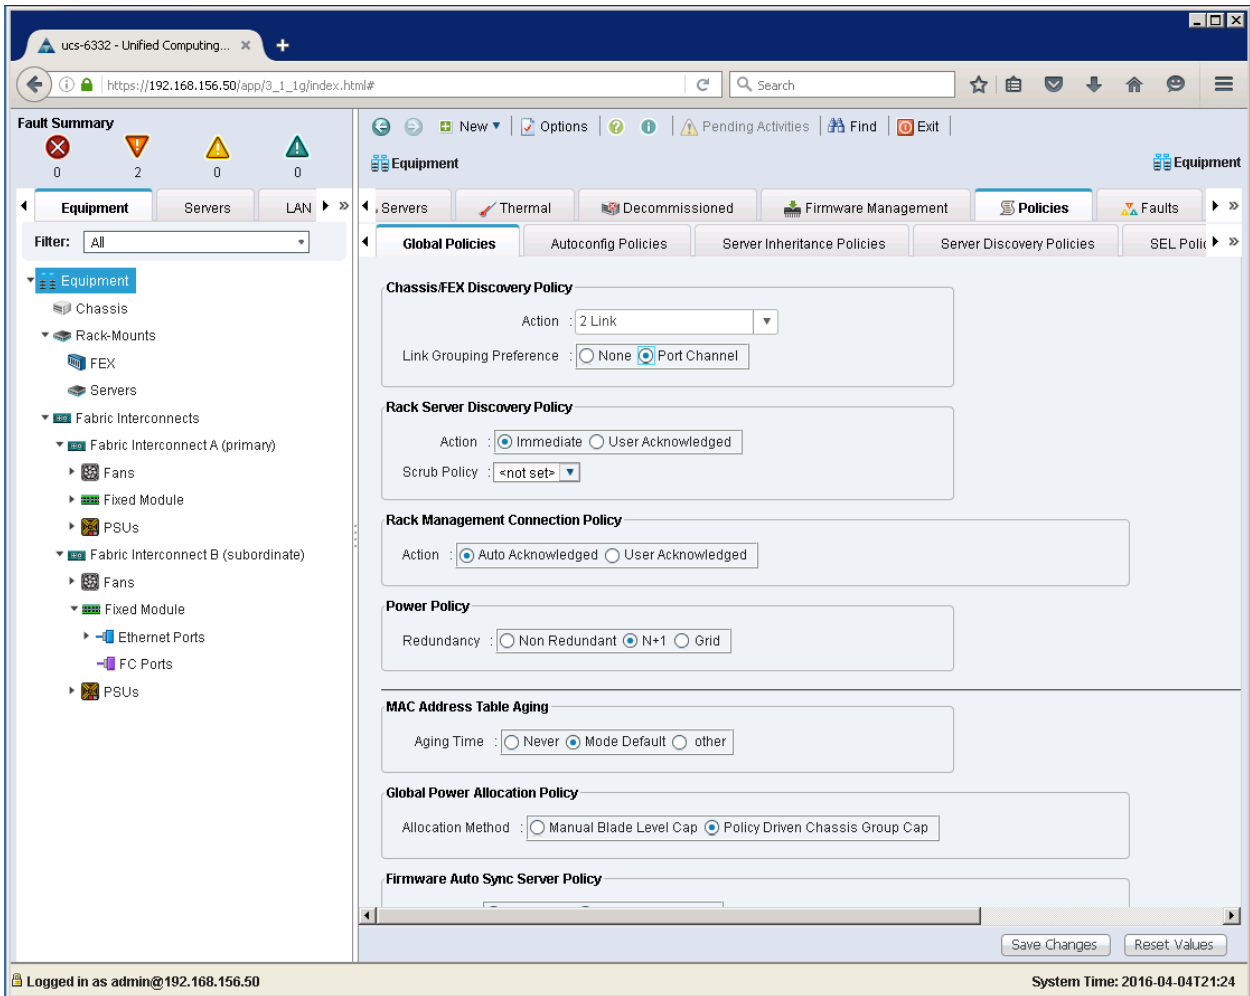 ucs-6332 - Unified Computing...
https://192.168.156.50/app/3_1_1g/index.html#
Search
Fault Summary
0 2 0 0
New Options Pending Activities Find Exit
Equipment Equipment
Equipment Servers LAN
Servers Thermal Decommissioned Firmware Management Policies Faults
Filter: All
Global Policies Autoconfig Policies Server Inheritance Policies Server Discovery Policies SEL Polic
Equipment
Chassis
Rack-Mounts
FEX
Servers
Fabric Interconnects
Fabric Interconnect A (primary)
Fans
Fixed Module
PSUs
Fabric Interconnect B (subordinate)
Fans
Fixed Module
Ethernet Ports
FC Ports
PSUs
Chassis/FEX Discovery Policy
Action : 2 Link
Link Grouping Preference : None Port Channel
Rack Server Discovery Policy
Action : Immediate User Acknowledged
Scrub Policy : <not set>
Rack Management Connection Policy
Action : Auto Acknowledged User Acknowledged
Power Policy
Redundancy : Non Redundant N+1 Grid
MAC Address Table Aging
Aging Time : Never Mode Default other
Global Power Allocation Policy
Allocation Method : Manual Blade Level Cap Policy Driven Chassis Group Cap
Firmware Auto Sync Server Policy
Save Changes Reset Values
Logged in as admin@192.168.156.50
System Time: 2016-04-04T21:24